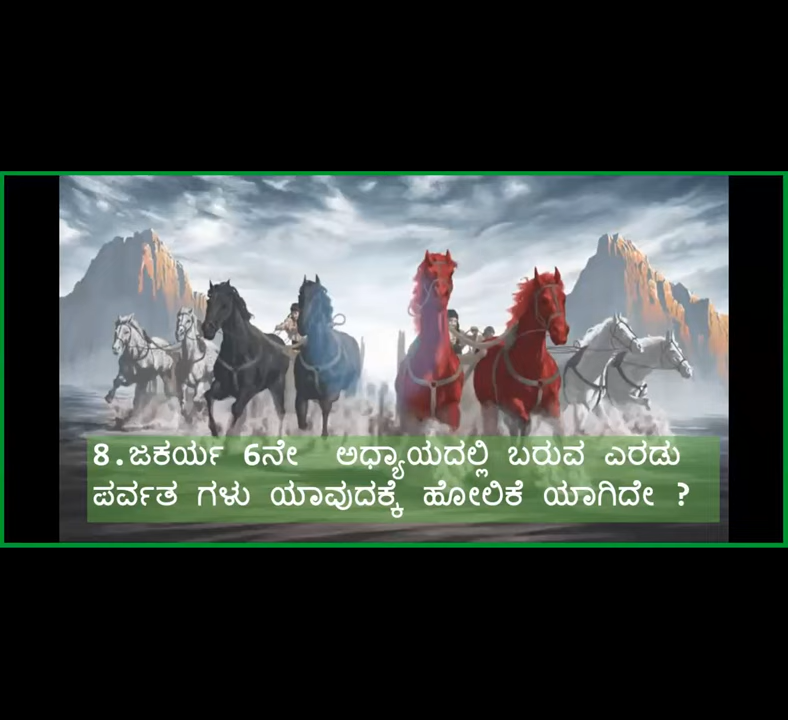 8.ಜಕರ್ಯ 6ನೇ ಅಧ್ಯಾಯದಲ್ಲಿ ಬರುವ ಎರಡು
ಪರ್ವತ ಗಳು ಯಾವುದಕ್ಕೆ ಹೋಲಿಕೆ ಯಾಗಿದೇ ?